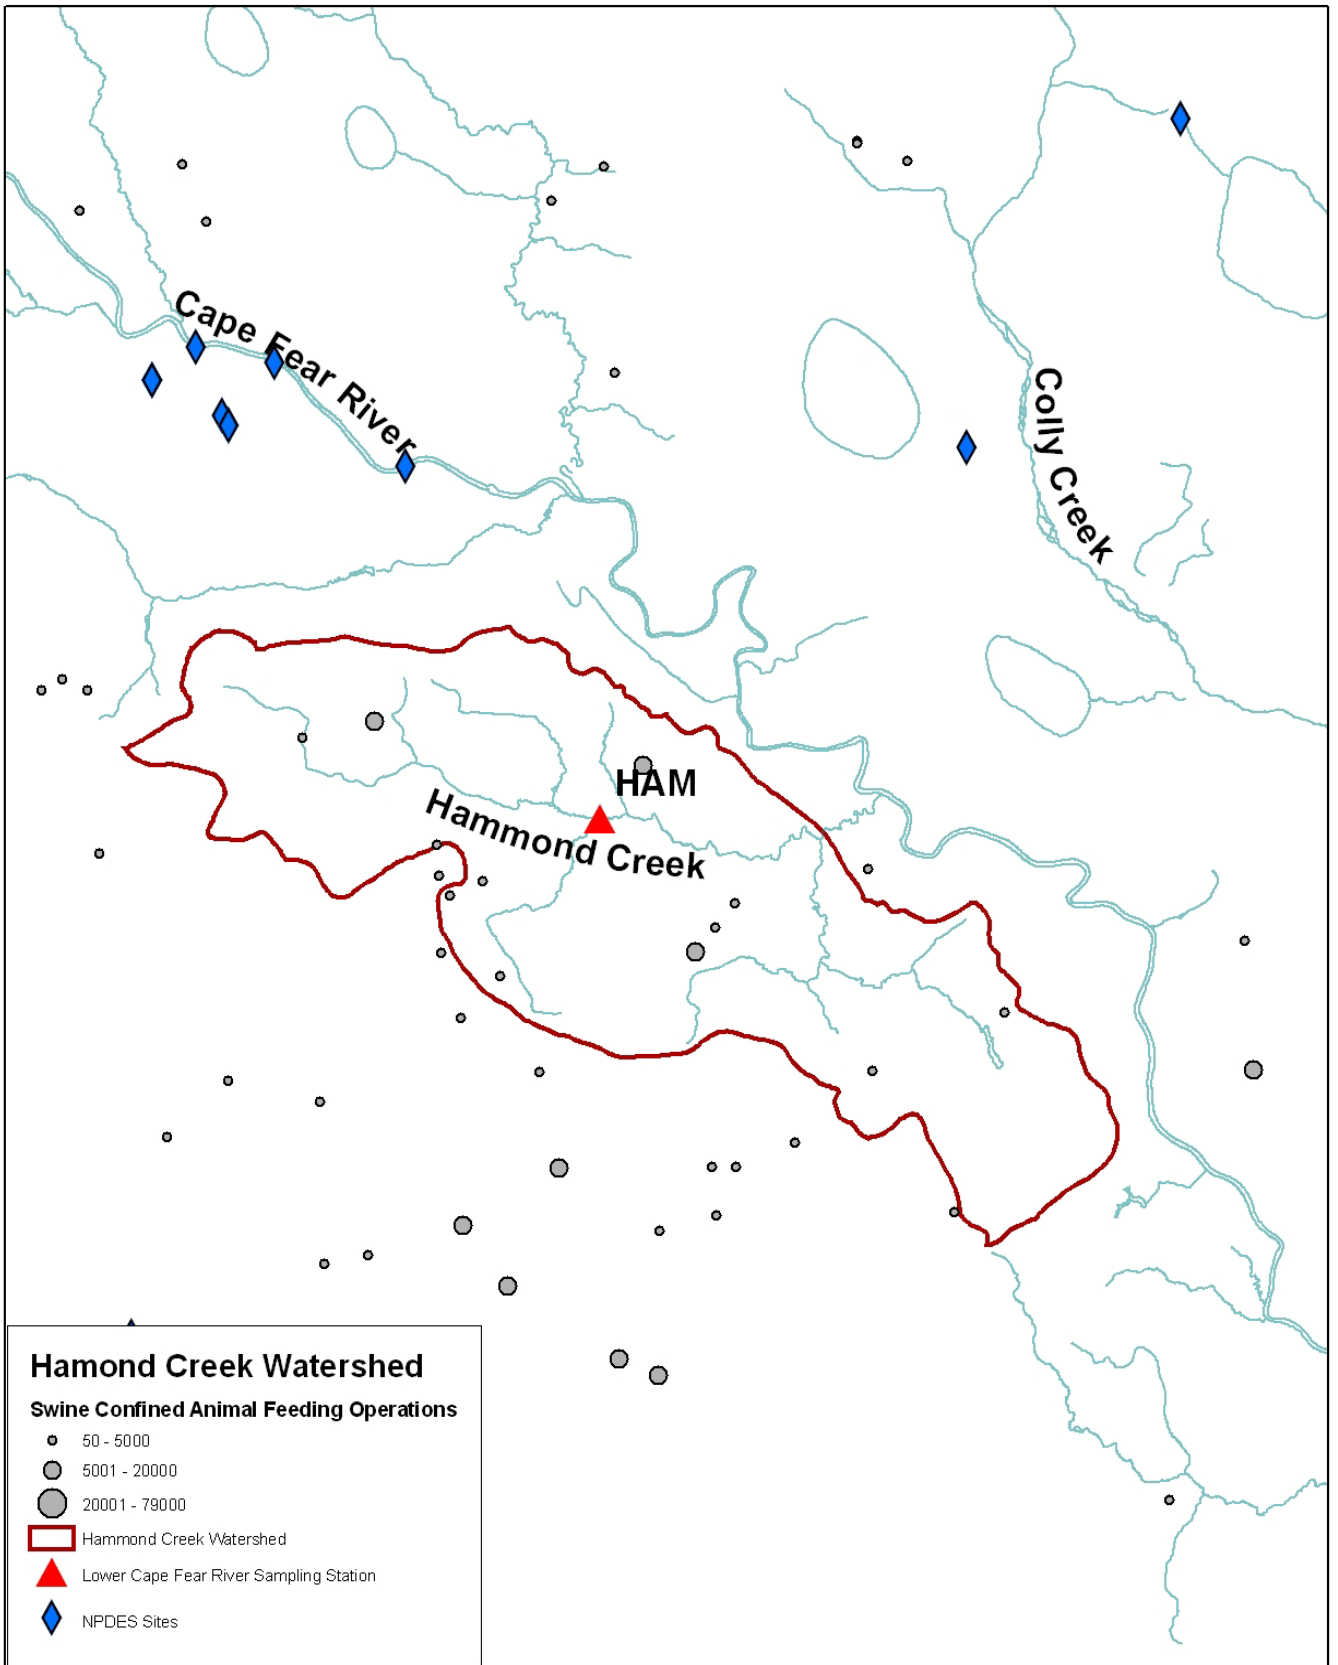 Cape Fear River
Colly Creek
HAM
Hammond Creek
Hamond Creek Watershed
Swine Confined Animal Feeding Operations
50 - 5000
5001 - 20000
20001 - 79000
Hammond Creek Watershed
Lower Cape Fear River Sampling Station
NPDES Sites